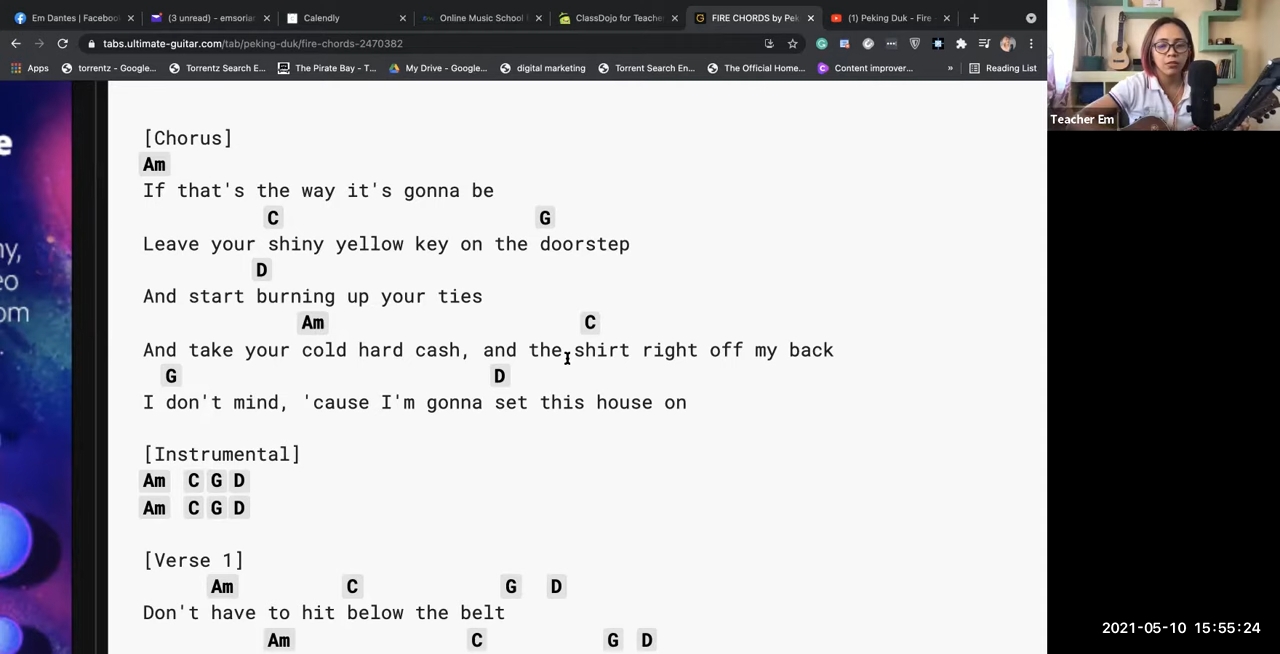 Em Dantes | Faceboo
(3 unread) - emsorian
Calendly
Online Music School
ClassDojo for Teache
FIRE CHORDS by Pek
(1) Peking Duk - Fire
tabs.ultimate-guitar.com/tab/peking-duk/fire-chords-2470382
Apps
torrentz - Google...
Torrentz Search E...
The Pirate Bay - T...
My Drive - Google...
digital marketing
Torrent Search En...
The Official Home...
Content improver...
»
Reading List
Teacher Em
e
ny,
eo
om
[Chorus]
Am
If that's the way it's gonna be
C G
Leave your shiny yellow key on the doorstep
D
And start burning up your ties
Am C
And take your cold hard cash, and the shirt right off my back
G D
I don't mind, 'cause I'm gonna set this house on
[Instrumental]
Am C G D
Am C G D
[Verse 1]
Am C G D
Don't have to hit below the belt
Am C G D
2021-05-10 15:55:24